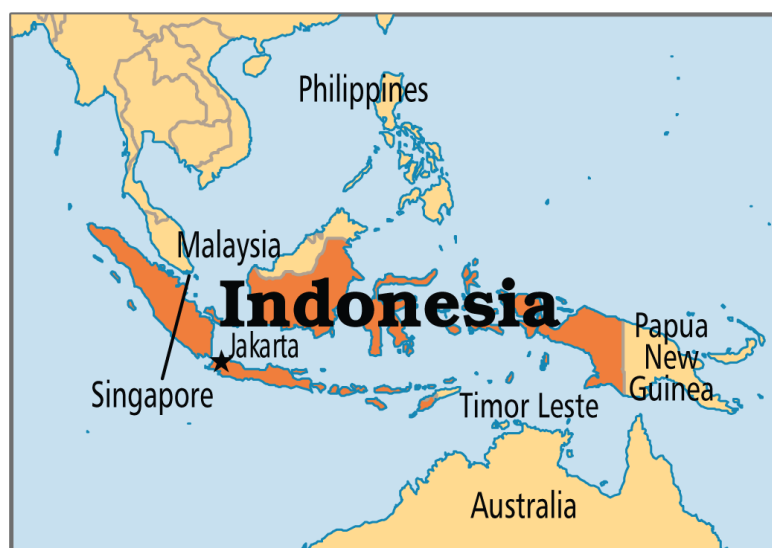 Philippines
Malaysia
Indonesia
Jakarta
Singapore
Papua
New
Guinea
Timor Leste
Australia